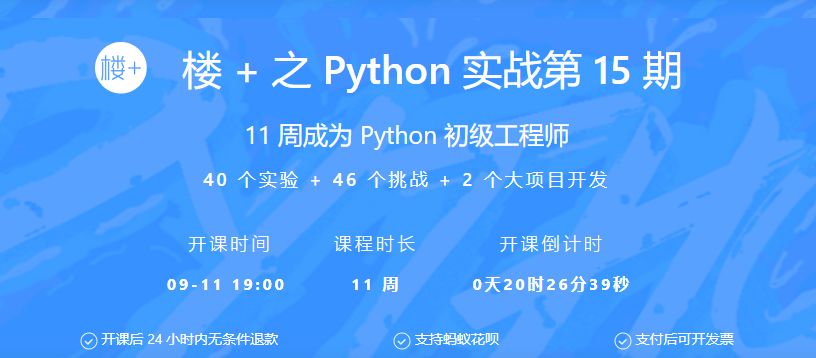 楼+
楼 + 之 Python 实战第 15 期
11 周成为 Python 初级工程师
40 个实验 + 46 个挑战 + 2 个大项目开发
开课时间 课程时长 开课倒计时
09-11 19:00 11 周 0天20时26分39秒
开课后 24 小时内无条件退款 支持蚂蚁花呗 支付后可开发票